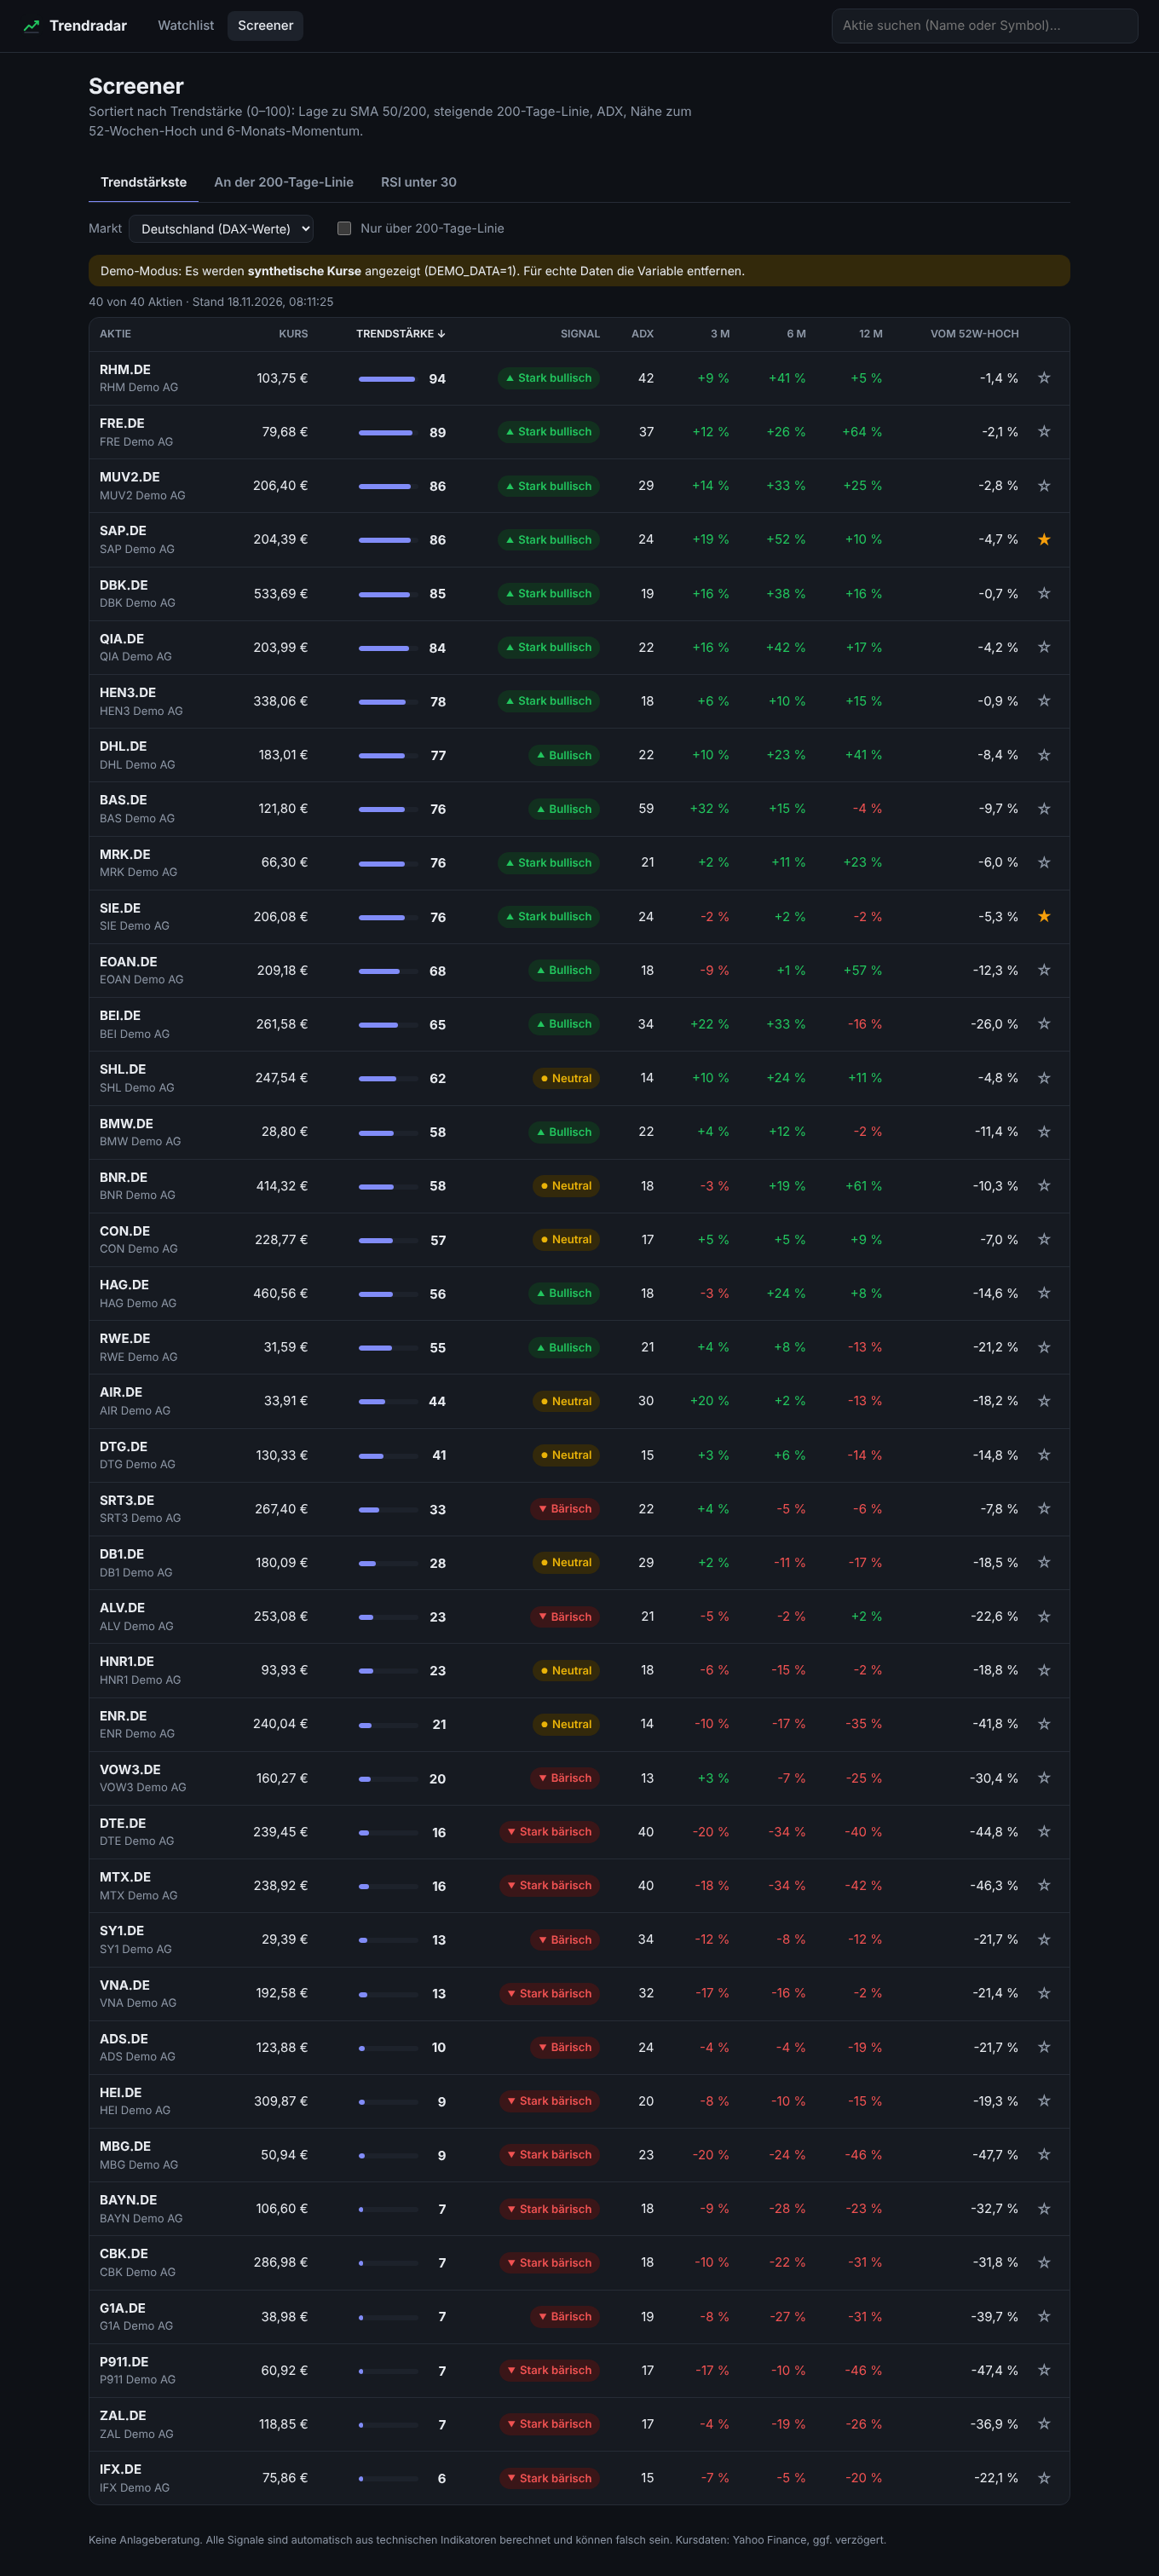 Trendradar Watchlist Screener Aktie suchen (Name oder Symbol)...
Screener
Sortiert nach Trendstärke (0–100): Lage zu SMA 50/200, steigende 200-Tage-Linie, ADX, Nähe zum
52-Wochen-Hoch und 6-Monats-Momentum.
Trendstärkste An der 200-Tage-Linie RSI unter 30
Markt Deutschland (DAX-Werte) Nur über 200-Tage-Linie
Demo-Modus: Es werden synthetische Kurse angezeigt (DEMO_DATA=1). Für echte Daten die Variable entfernen.
40 von 40 Aktien · Stand 18.11.2026, 08:11:25
AKTIE KURS TRENDSTÄRKE ↓ SIGNAL ADX 3 M 6 M 12 M VOM 52W-HOCH
RHM.DE
RHM Demo AG
103,75 € 94 ▲ Stark bullisch 42 +9 % +41 % +5 % -1,4 % ☆
FRE.DE
FRE Demo AG
79,68 € 89 ▲ Stark bullisch 37 +12 % +26 % +64 % -2,1 % ☆
MUV2.DE
MUV2 Demo AG
206,40 € 86 ▲ Stark bullisch 29 +14 % +33 % +25 % -2,8 % ☆
SAP.DE
SAP Demo AG
204,39 € 86 ▲ Stark bullisch 24 +19 % +52 % +10 % -4,7 % ★
DBK.DE
DBK Demo AG
533,69 € 85 ▲ Stark bullisch 19 +16 % +38 % +16 % -0,7 % ☆
QIA.DE
QIA Demo AG
203,99 € 84 ▲ Stark bullisch 22 +16 % +42 % +17 % -4,2 % ☆
HEN3.DE
HEN3 Demo AG
338,06 € 78 ▲ Stark bullisch 18 +6 % +10 % +15 % -0,9 % ☆
DHL.DE
DHL Demo AG
183,01 € 77 ▲ Bullisch 22 +10 % +23 % +41 % -8,4 % ☆
BAS.DE
BAS Demo AG
121,80 € 76 ▲ Bullisch 59 +32 % +15 % -4 % -9,7 % ☆
MRK.DE
MRK Demo AG
66,30 € 76 ▲ Stark bullisch 21 +2 % +11 % +23 % -6,0 % ☆
SIE.DE
SIE Demo AG
206,08 € 76 ▲ Stark bullisch 24 -2 % +2 % -2 % -5,3 % ★
EOAN.DE
EOAN Demo AG
209,18 € 68 ▲ Bullisch 18 -9 % +1 % +57 % -12,3 % ☆
BEI.DE
BEI Demo AG
261,58 € 65 ▲ Bullisch 34 +22 % +33 % -16 % -26,0 % ☆
SHL.DE
SHL Demo AG
247,54 € 62 ● Neutral 14 +10 % +24 % +11 % -4,8 % ☆
BMW.DE
BMW Demo AG
28,80 € 58 ▲ Bullisch 22 +4 % +12 % -2 % -11,4 % ☆
BNR.DE
BNR Demo AG
414,32 € 58 ● Neutral 18 -3 % +19 % +61 % -10,3 % ☆
CON.DE
CON Demo AG
228,77 € 57 ● Neutral 17 +5 % +5 % +9 % -7,0 % ☆
HAG.DE
HAG Demo AG
460,56 € 56 ▲ Bullisch 18 -3 % +24 % +8 % -14,6 % ☆
RWE.DE
RWE Demo AG
31,59 € 55 ▲ Bullisch 21 +4 % +8 % -13 % -21,2 % ☆
AIR.DE
AIR Demo AG
33,91 € 44 ● Neutral 30 +20 % +2 % -13 % -18,2 % ☆
DTG.DE
DTG Demo AG
130,33 € 41 ● Neutral 15 +3 % +6 % -14 % -14,8 % ☆
SRT3.DE
SRT3 Demo AG
267,40 € 33 ▼ Bärisch 22 +4 % -5 % -6 % -7,8 % ☆
DB1.DE
DB1 Demo AG
180,09 € 28 ● Neutral 29 +2 % -11 % -17 % -18,5 % ☆
ALV.DE
ALV Demo AG
253,08 € 23 ▼ Bärisch 21 -5 % -2 % +2 % -22,6 % ☆
HNR1.DE
HNR1 Demo AG
93,93 € 23 ● Neutral 18 -6 % -15 % -2 % -18,8 % ☆
ENR.DE
ENR Demo AG
240,04 € 21 ● Neutral 14 -10 % -17 % -35 % -41,8 % ☆
VOW3.DE
VOW3 Demo AG
160,27 € 20 ▼ Bärisch 13 +3 % -7 % -25 % -30,4 % ☆
DTE.DE
DTE Demo AG
239,45 € 16 ▼ Stark bärisch 40 -20 % -34 % -40 % -44,8 % ☆
MTX.DE
MTX Demo AG
238,92 € 16 ▼ Stark bärisch 40 -18 % -34 % -42 % -46,3 % ☆
SY1.DE
SY1 Demo AG
29,39 € 13 ▼ Bärisch 34 -12 % -8 % -12 % -21,7 % ☆
VNA.DE
VNA Demo AG
192,58 € 13 ▼ Stark bärisch 32 -17 % -16 % -2 % -21,4 % ☆
ADS.DE
ADS Demo AG
123,88 € 10 ▼ Bärisch 24 -4 % -4 % -19 % -21,7 % ☆
HEI.DE
HEI Demo AG
309,87 € 9 ▼ Stark bärisch 20 -8 % -10 % -15 % -19,3 % ☆
MBG.DE
MBG Demo AG
50,94 € 9 ▼ Stark bärisch 23 -20 % -24 % -46 % -47,7 % ☆
BAYN.DE
BAYN Demo AG
106,60 € 7 ▼ Stark bärisch 18 -9 % -28 % -23 % -32,7 % ☆
CBK.DE
CBK Demo AG
286,98 € 7 ▼ Stark bärisch 18 -10 % -22 % -31 % -31,8 % ☆
G1A.DE
G1A Demo AG
38,98 € 7 ▼ Bärisch 19 -8 % -27 % -31 % -39,7 % ☆
P911.DE
P911 Demo AG
60,92 € 7 ▼ Stark bärisch 17 -17 % -10 % -46 % -47,4 % ☆
ZAL.DE
ZAL Demo AG
118,85 € 7 ▼ Stark bärisch 17 -4 % -19 % -26 % -36,9 % ☆
IFX.DE
IFX Demo AG
75,86 € 6 ▼ Stark bärisch 15 -7 % -5 % -20 % -22,1 % ☆
Keine Anlageberatung. Alle Signale sind automatisch aus technischen Indikatoren berechnet und können falsch sein. Kursdaten: Yahoo Finance, ggf. verzögert.